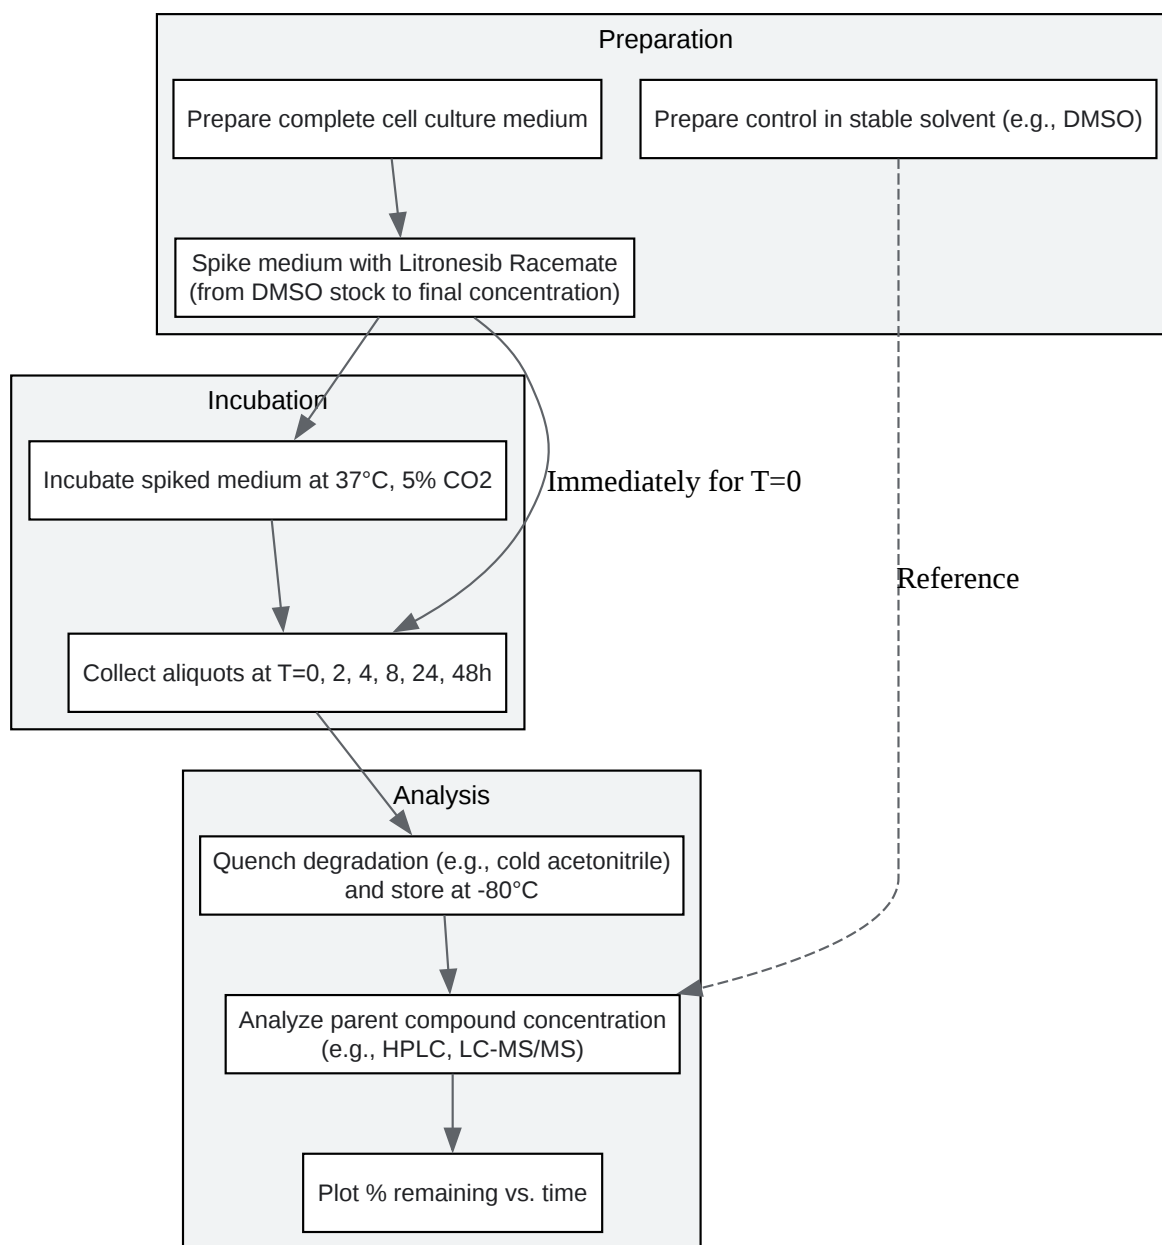 Preparation
Prepare complete cell culture medium
Prepare control in stable solvent (e.g., DMSO)
Spike medium with Litronesib Racemate
(from DMSO stock to final concentration)
Incubation
Incubate spiked medium at 37°C, 5% CO2
Immediately for T=0
Reference
Collect aliquots at T=0, 2, 4, 8, 24, 48h
Analysis
Quench degradation (e.g., cold acetonitrile)
and store at -80°C
Analyze parent compound concentration
(e.g., HPLC, LC-MS/MS)
Plot % remaining vs. time